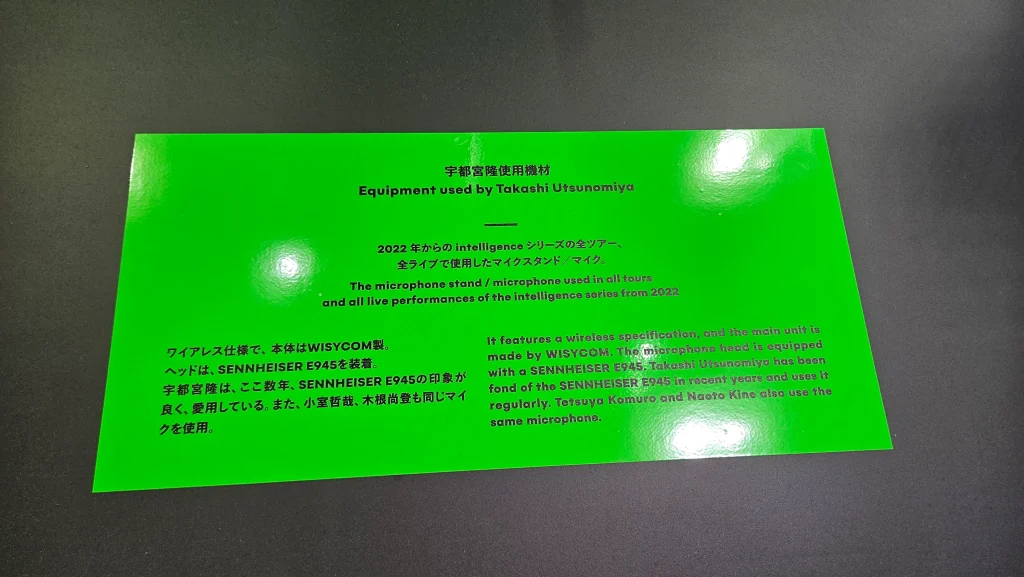 宇都宮隆使用機材
Equipment used by Takashi Utsunomiya
2022 年からの intelligence シリーズの全ツアー、
全ライブで使用したマイクスタンド／マイク。
The microphone stand / microphone used in all tours
and all live performances of the intelligence series from 2022
ワイアレス仕様で、本体はWISYCOM製。
ヘッドは、SENNHEISER E945を装着。
宇都宮隆は、ここ数年、SENNHEISER E945の印象が
良く、愛用している。また、小室哲哉、木根尚登も同じマイ
クを使用。
It features a wireless specification, and the main unit is
made by WISYCOM. The microphone head is equipped
with a SENNHEISER E945. Takashi Utsunomiya has been
fond of the SENNHEISER E945 in recent years and uses it
regularly. Tetsuya Komuro and Naoto Kine also use the
same microphone.